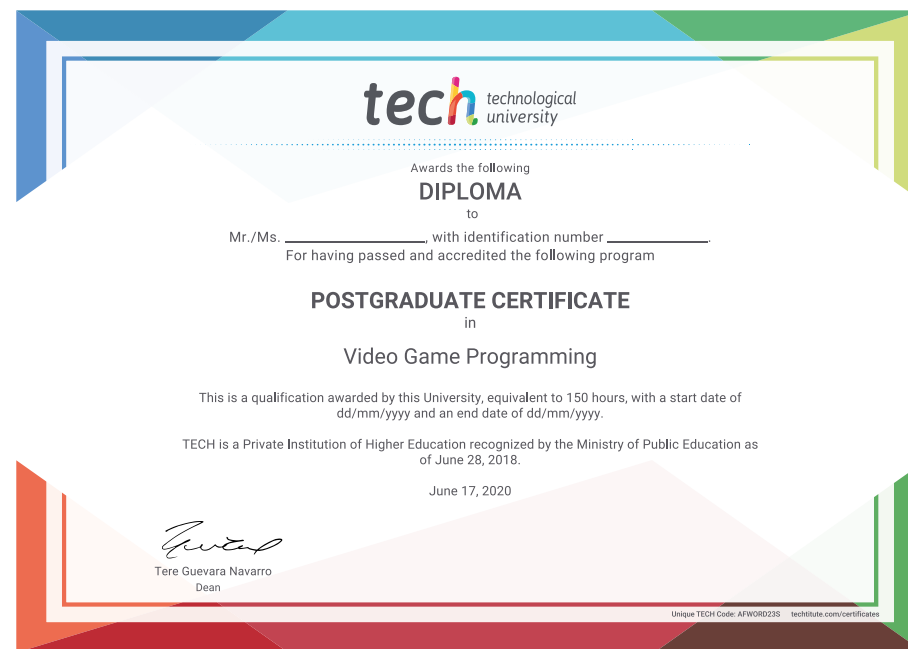 tech technological
university
Awards the following
DIPLOMA
to
Mr./Ms. ____________________, with identification number ______________.
For having passed and accredited the following program
POSTGRADUATE CERTIFICATE
in
Video Game Programming
This is a qualification awarded by this University, equivalent to 150 hours, with a start date of
dd/mm/yyyy and an end date of dd/mm/yyyy.
TECH is a Private Institution of Higher Education recognized by the Ministry of Public Education as
of June 28, 2018.
June 17, 2020
Tere Guevara Navarro
Dean
Unique TECH Code: AFWORD23S techtitute.com/certificates